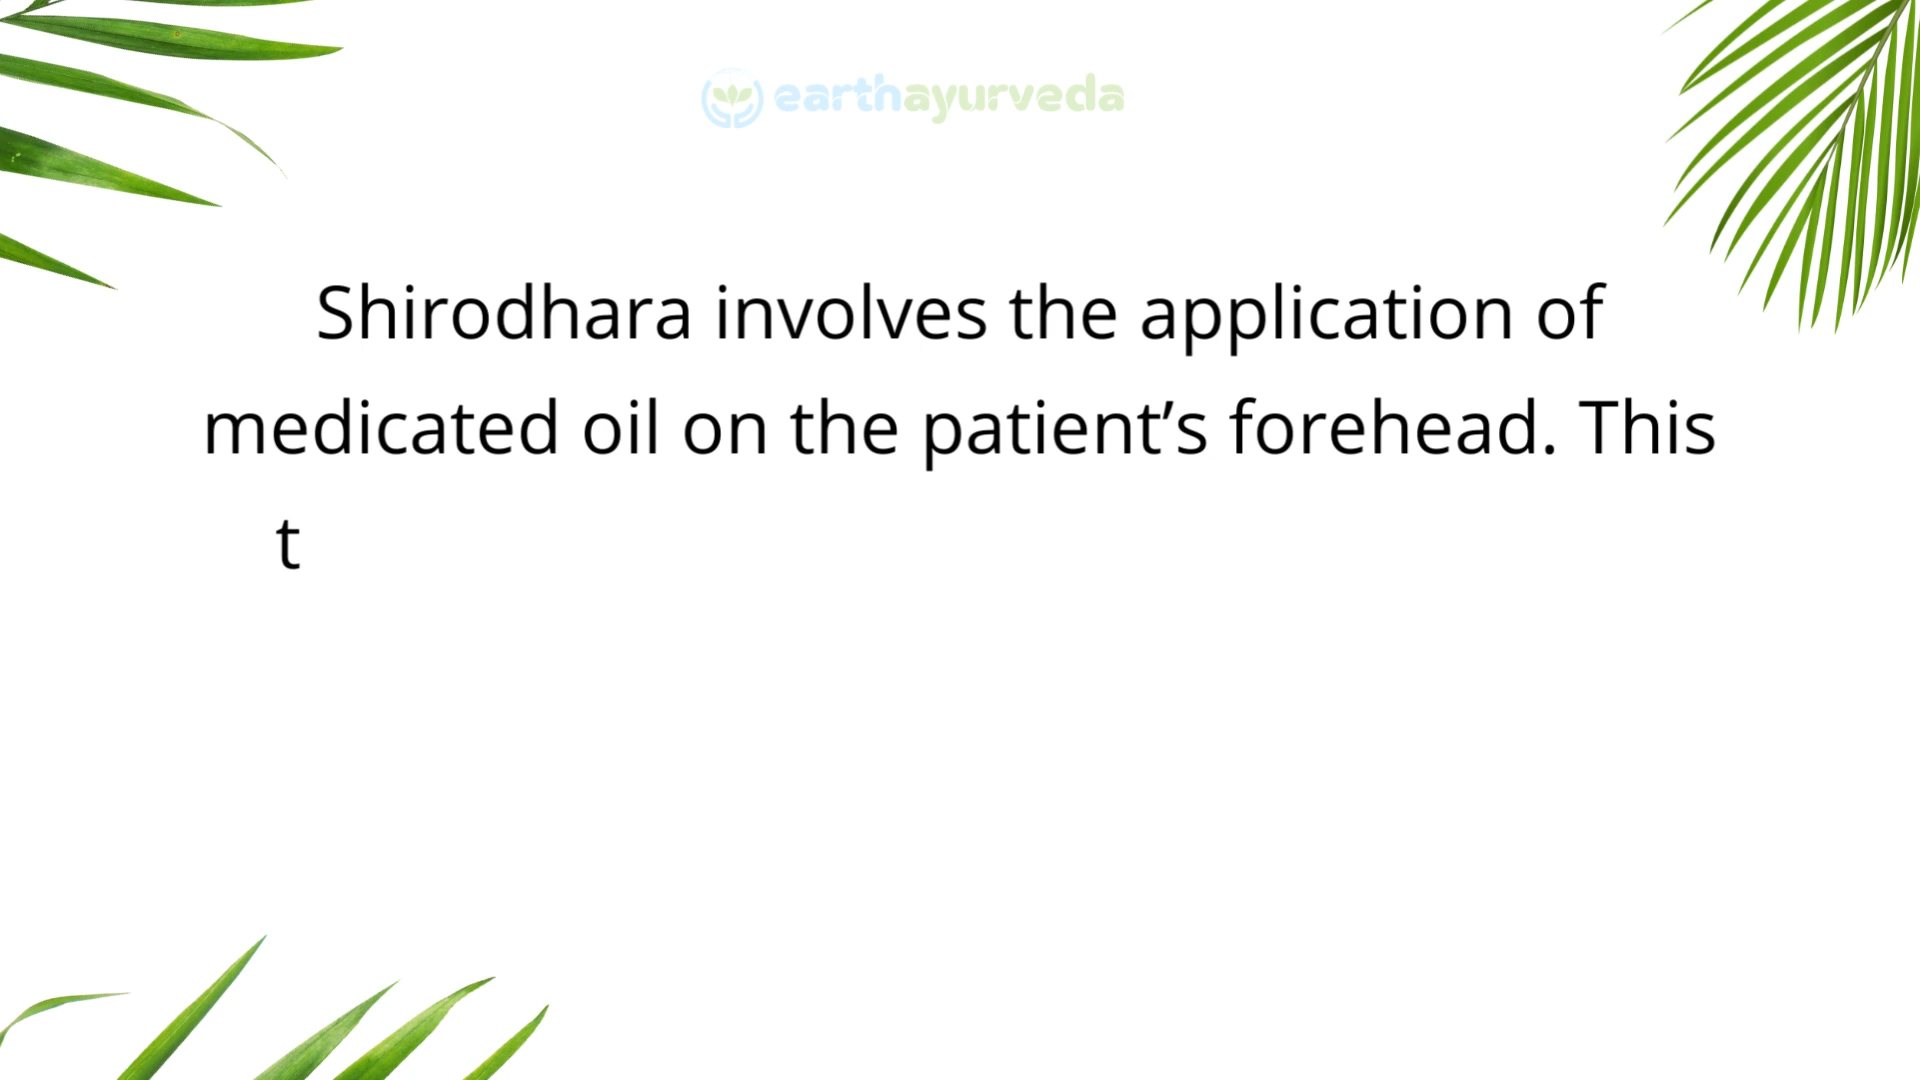 earthayurveda
Shirodhara involves the application of
medicated oil on the patient’s forehead. This
t